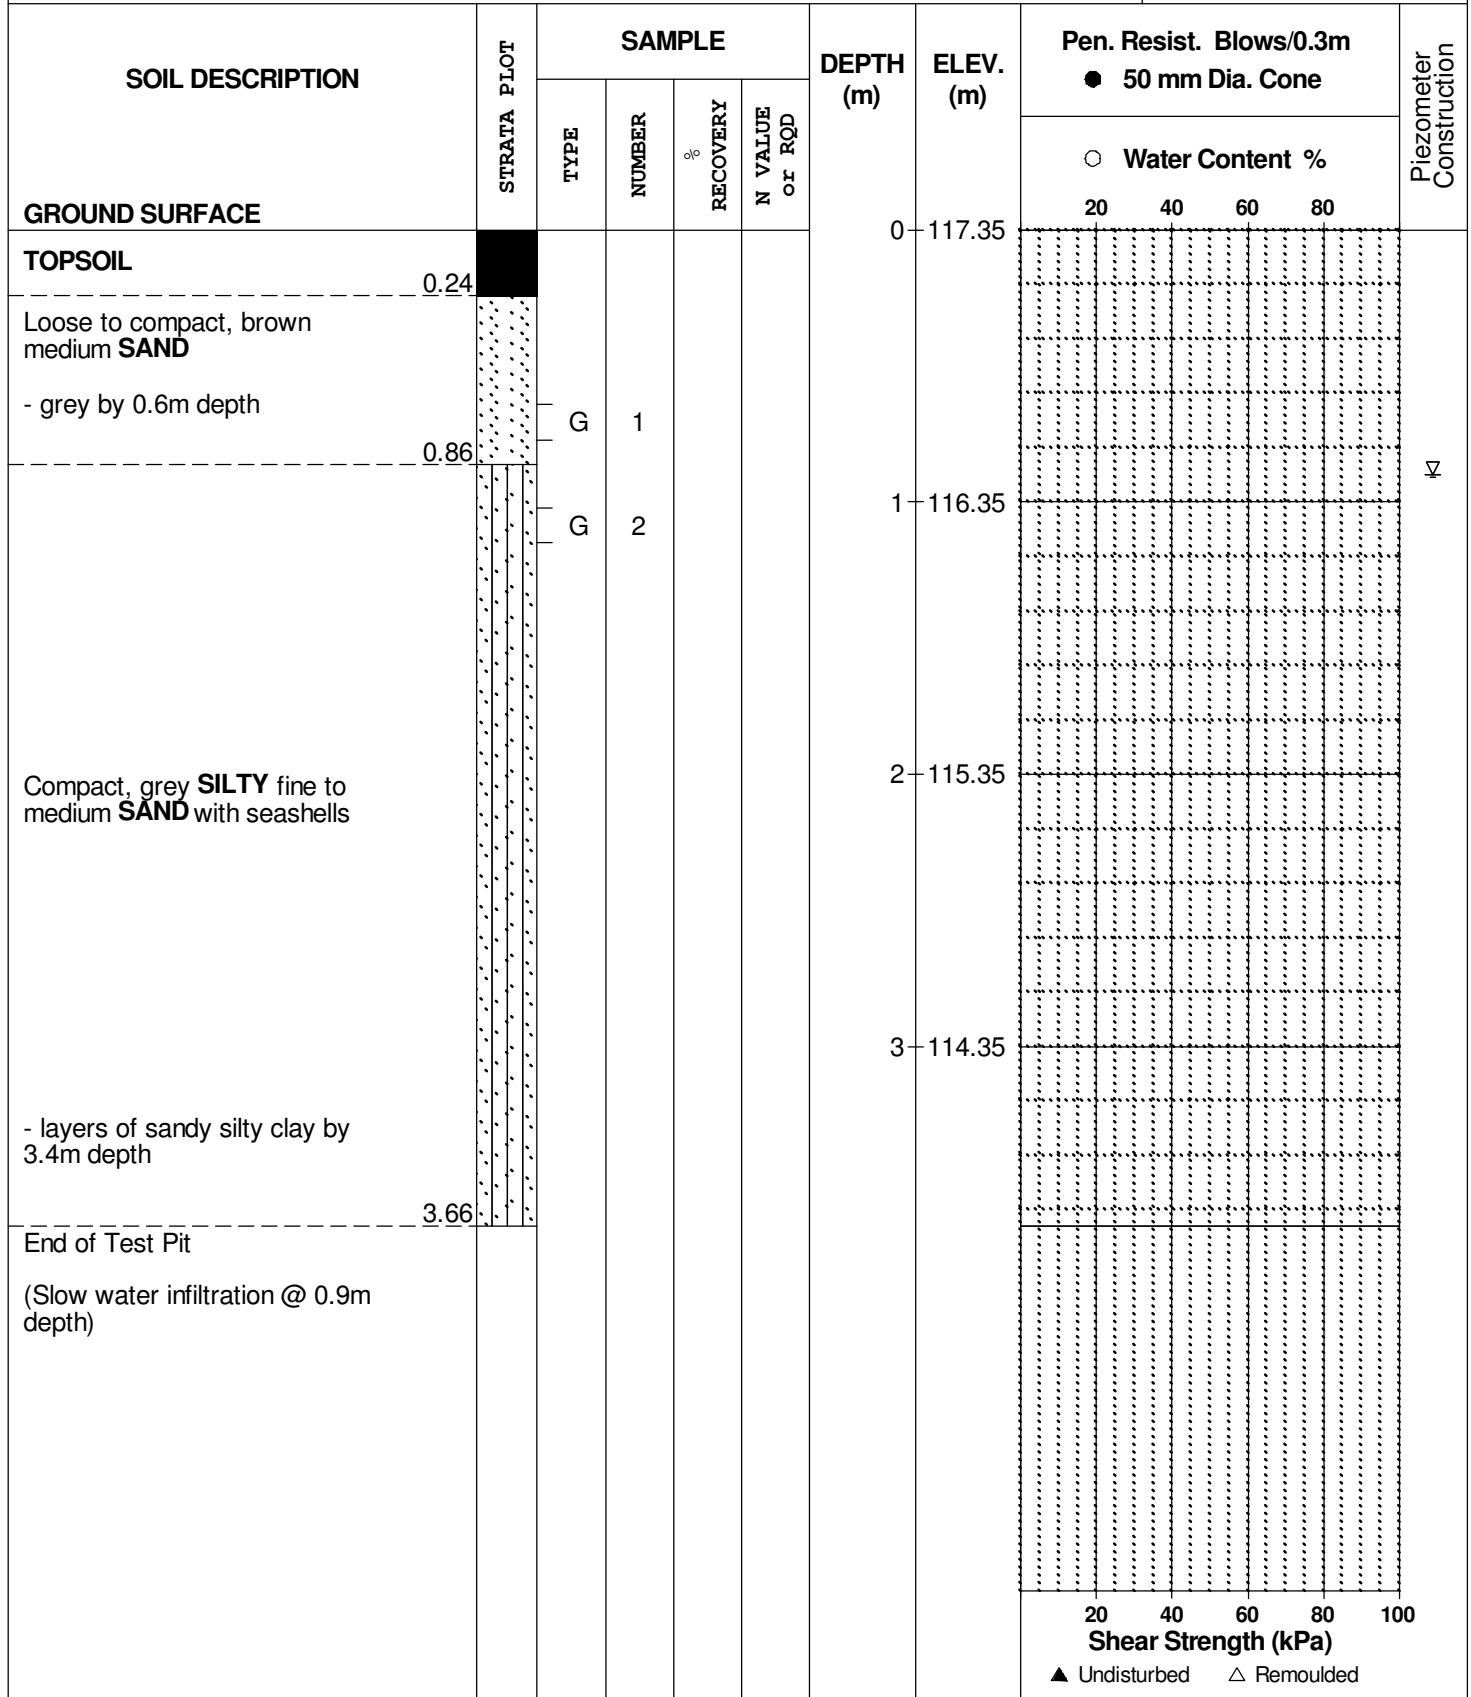 SOIL DESCRIPTION
GROUND SURFACE
STRATA PLOT
SAMPLE
TYPE
NUMBER
%
RECOVERY
N VALUE
or RQD
DEPTH
(m)
ELEV.
(m)
Pen. Resist. Blows/0.3m
● 50 mm Dia. Cone
○ Water Content %
20 40 60 80
Piezometer
Construction
TOPSOIL
0.24
Loose to compact, brown
medium SAND
- grey by 0.6m depth
0.86
G 1
G 2
Compact, grey SILTY fine to
medium SAND with seashells
- layers of sandy silty clay by
3.4m depth
3.66
End of Test Pit
(Slow water infiltration @ 0.9m
depth)
0 117.35
1 116.35
2 115.35
3 114.35
20 40 60 80 100
Shear Strength (kPa)
▲ Undisturbed △ Remoulded